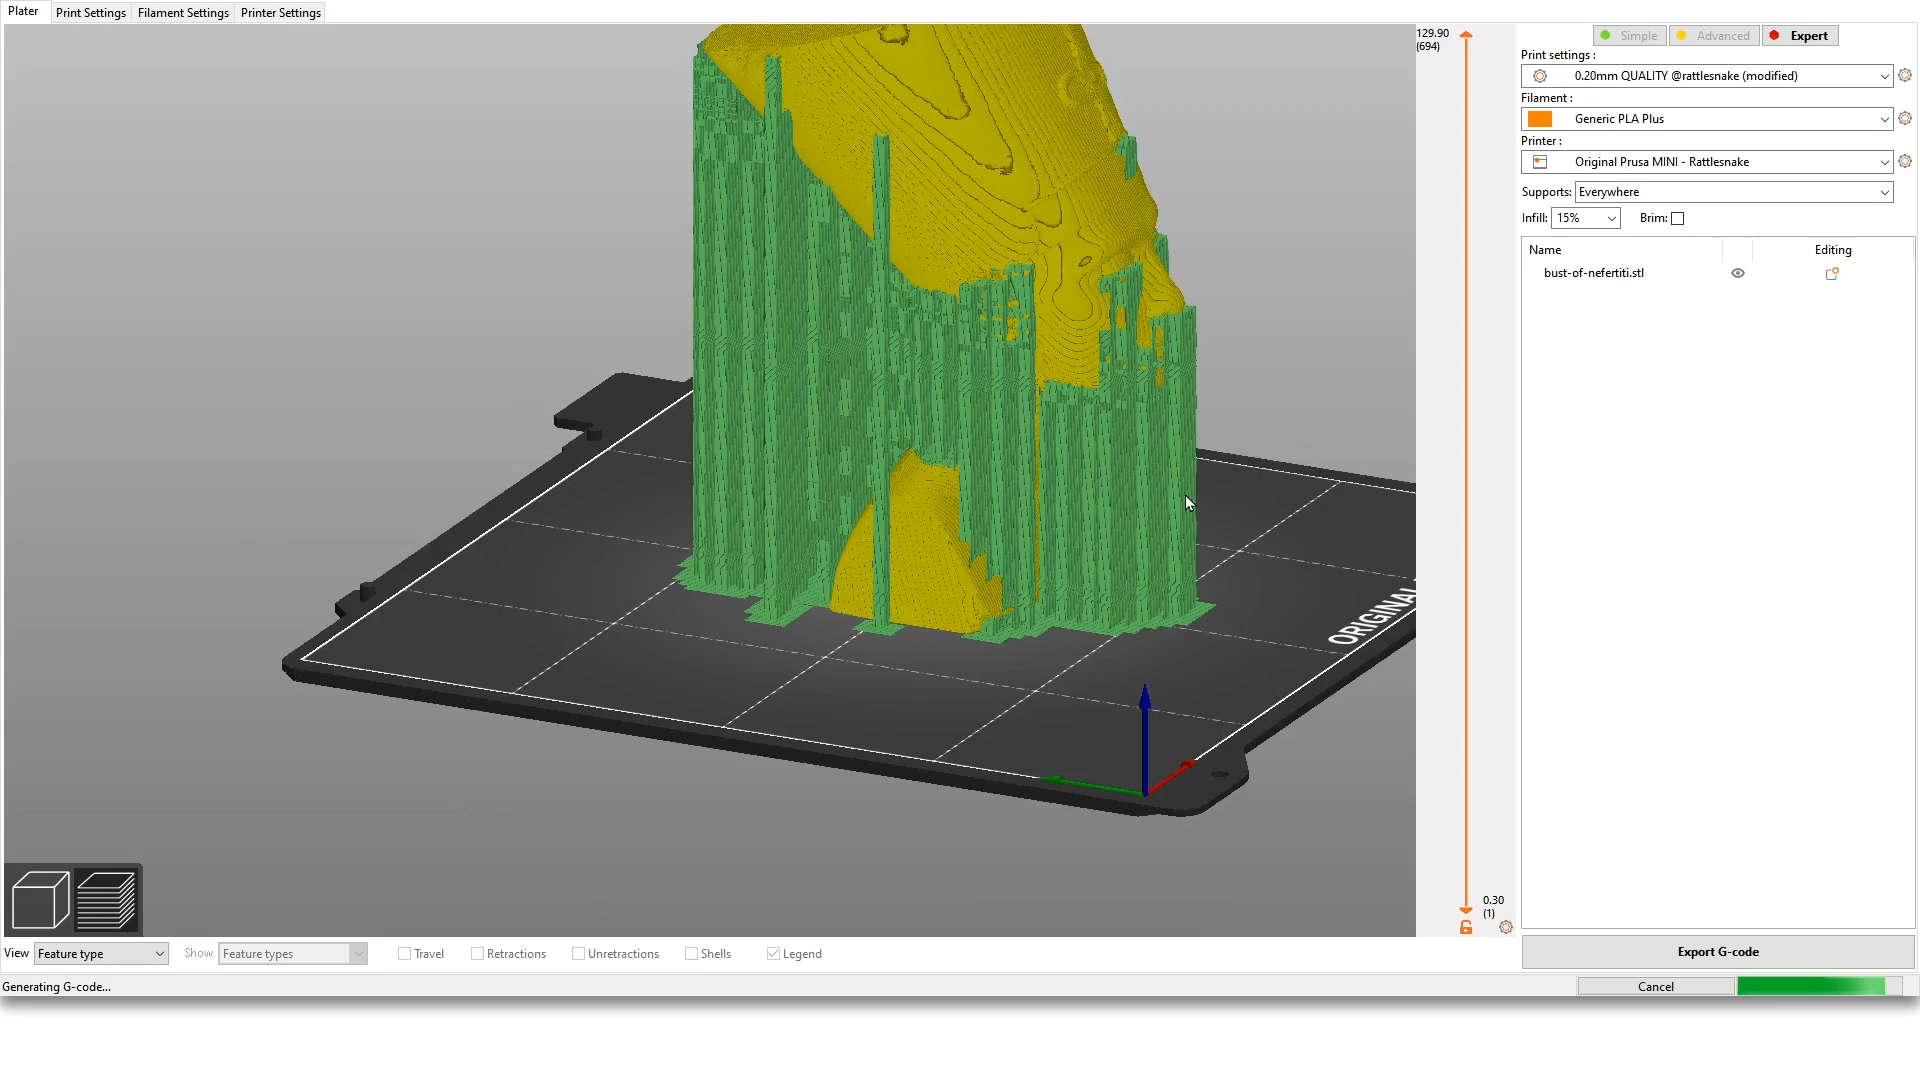 Plater Print Settings Filament Settings Printer Settings
129.90
(694)
Simple Advanced Expert
Print settings :
0.20mm QUALITY @rattlesnake (modified)
Filament :
Generic PLA Plus
Printer :
Original Prusa MINI - Rattlesnake
Supports: Everywhere
Infill: 15% Brim:
Name Editing
bust-of-nefertiti.stl
ORIGINAL
0.30
(1)
View Feature type Show Feature types Travel Retractions Unretractions Shells Legend
Export G-code
Generating G-code... Cancel